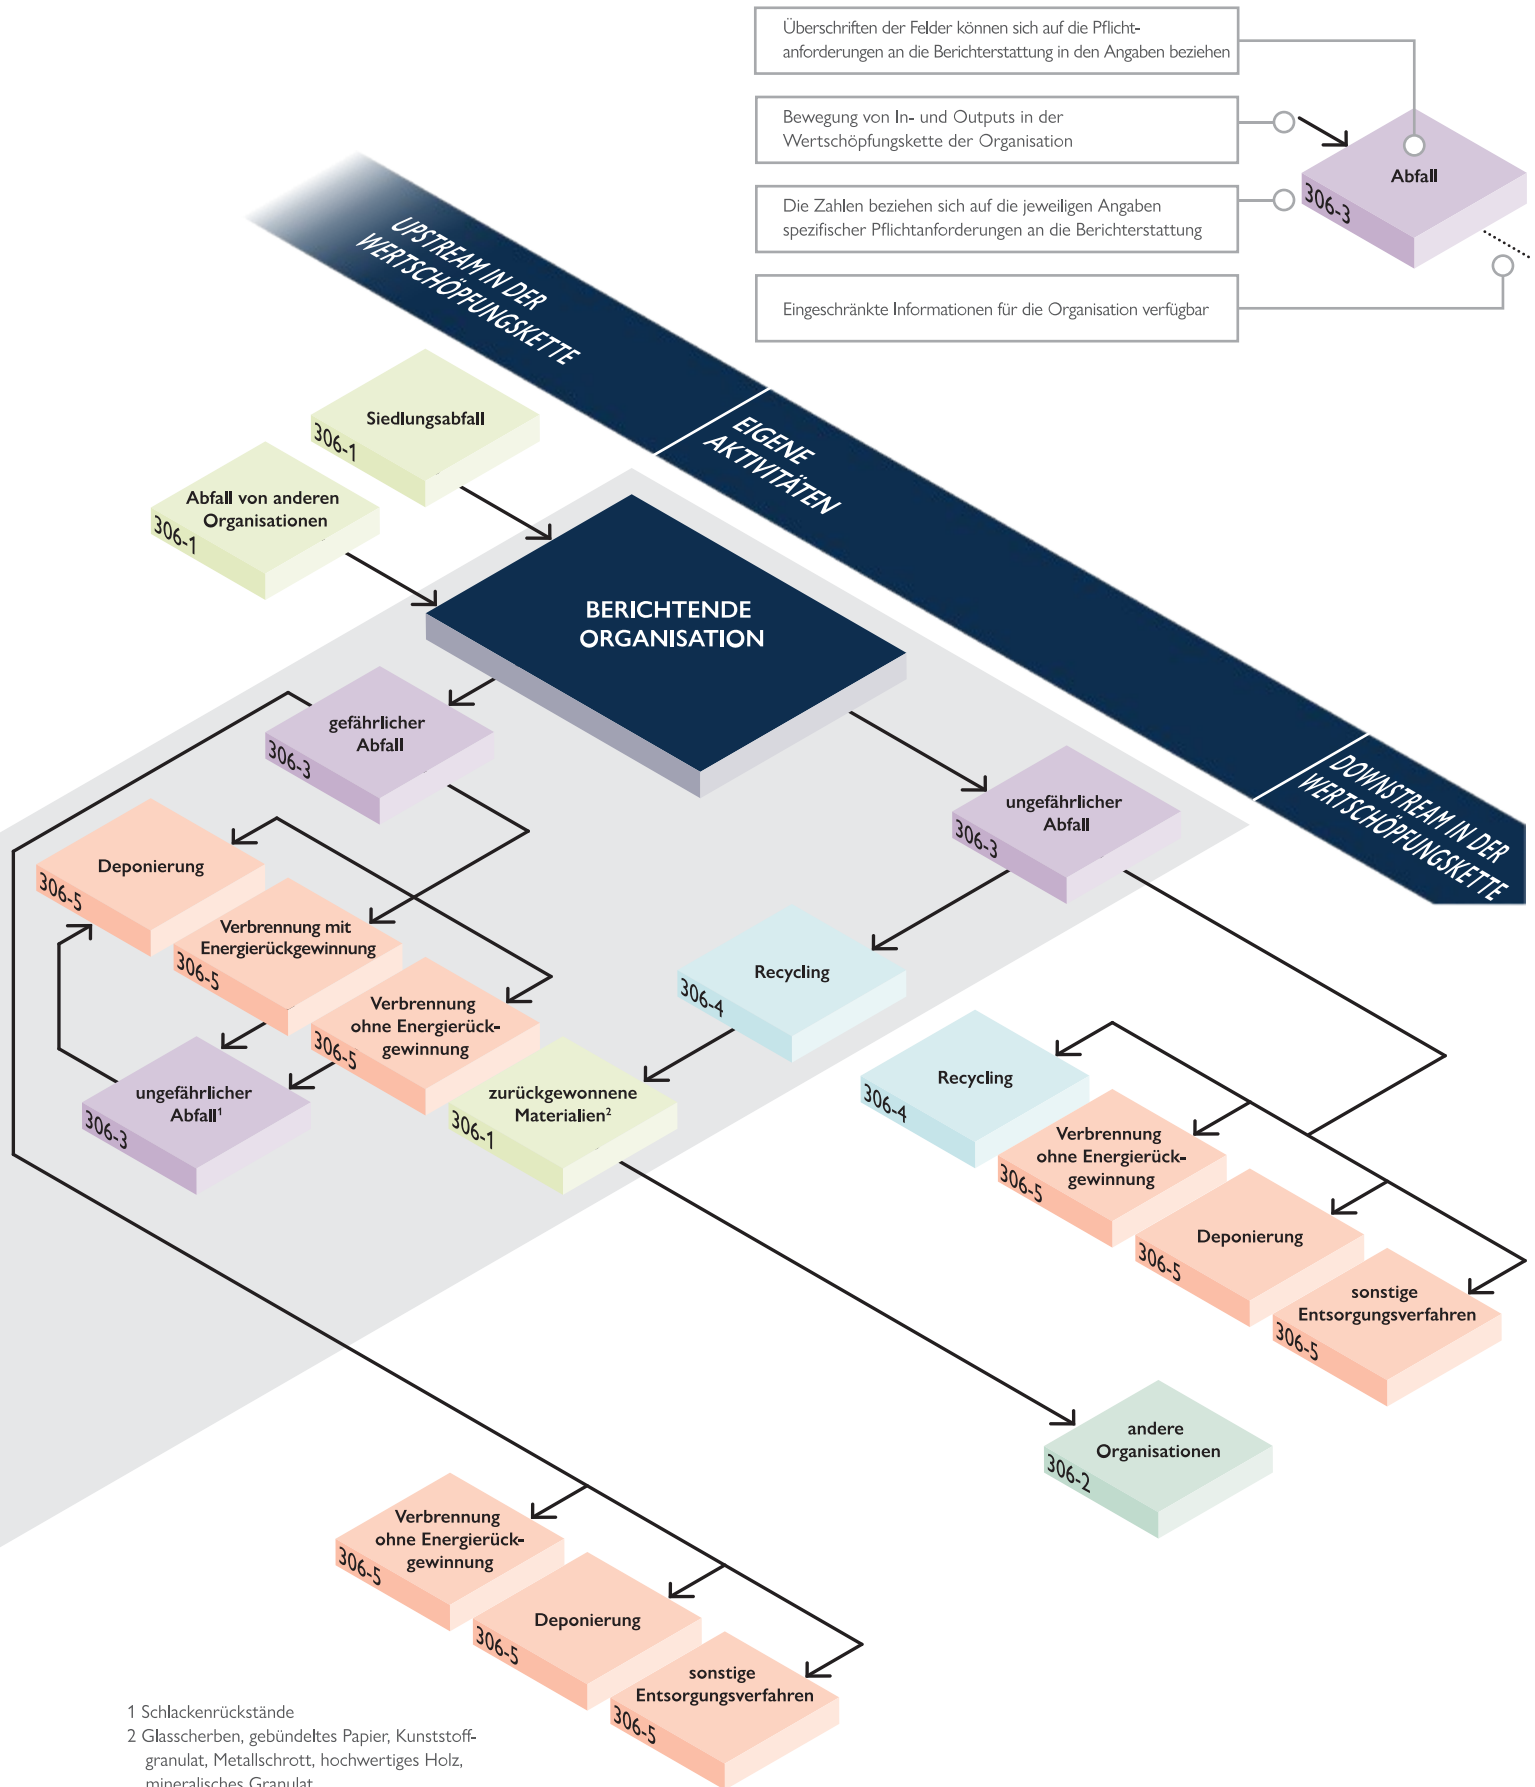 Überschriften der Felder können sich auf die Pflicht-
anforderungen an die Berichterstattung in den Angaben beziehen
Bewegung von In- und Outputs in der
Wertschöpfungskette der Organisation
Die Zahlen beziehen sich auf die jeweiligen Angaben
spezifischer Pflichtanforderungen an die Berichterstattung
Eingeschränkte Informationen für die Organisation verfügbar
Abfall
306-3
UPSTREAM IN DER
WERTSCHÖPFUNGSKETTE
EIGENE
AKTIVITÄTEN
DOWNSTREAM IN DER
WERTSCHÖPFUNGSKETTE
Siedlungsabfall
306-1
Abfall von anderen
Organisationen
306-1
BERICHTENDE
ORGANISATION
gefährlicher
Abfall
306-3
ungefährlicher
Abfall
306-3
Deponierung
306-5
Verbrennung mit
Energierückgewinnung
306-5
Verbrennung
ohne Energierück-
gewinnung
306-5
Recycling
306-4
ungefährlicher
Abfall¹
306-3
zurückgewonnene
Materialien²
306-1
Recycling
306-4
Verbrennung
ohne Energierück-
gewinnung
306-5
Deponierung
306-5
sonstige
Entsorgungsverfahren
306-5
andere
Organisationen
306-2
Verbrennung
ohne Energierück-
gewinnung
306-5
Deponierung
306-5
sonstige
Entsorgungsverfahren
306-5
1 Schlackenrückstände
2 Glasscherben, gebündeltes Papier, Kunststoff-
granulat, Metallschrott, hochwertiges Holz,
mineralisches Granulat